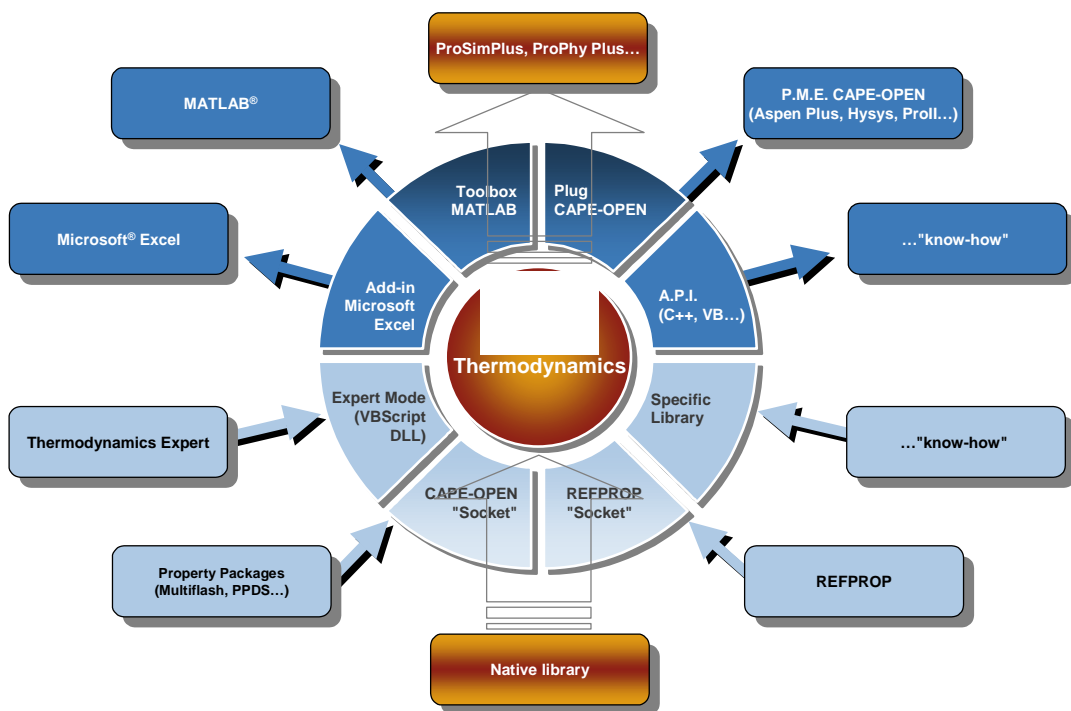 ProSimPlus, ProPhy Plus…
MATLAB®
P.M.E. CAPE-OPEN
(Aspen Plus, Hysys, ProII…)
Toolbox
MATLAB
Plug
CAPE-OPEN
Microsoft® Excel
…"know-how"
Add-in
Microsoft
Excel
A.P.I.
(C++, VB…)
Thermodynamics
Expert Mode
(VBScript
DLL)
Specific
Library
Thermodynamics Expert
…"know-how"
CAPE-OPEN
"Socket"
REFPROP
"Socket"
Property Packages
(Multiflash, PPDS…)
REFPROP
Native library